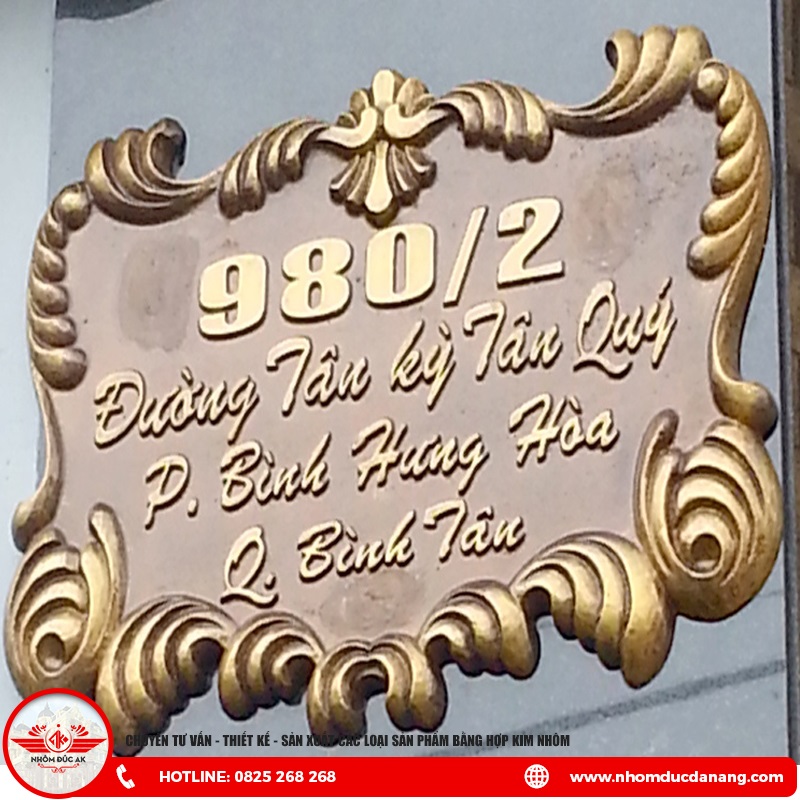 980/2
Đường Tân kỳ Tân Quý
P. Bình Hưng Hòa
Q. Bình Tân
CHUYÊN TƯ VẤN - THIẾT KẾ - SẢN XUẤT CÁC LOẠI SẢN PHẨM BẰNG HỢP KIM NHÔM
NHÔM ĐÚC AK
HOTLINE: 0825 268 268
www.nhomducdanang.com